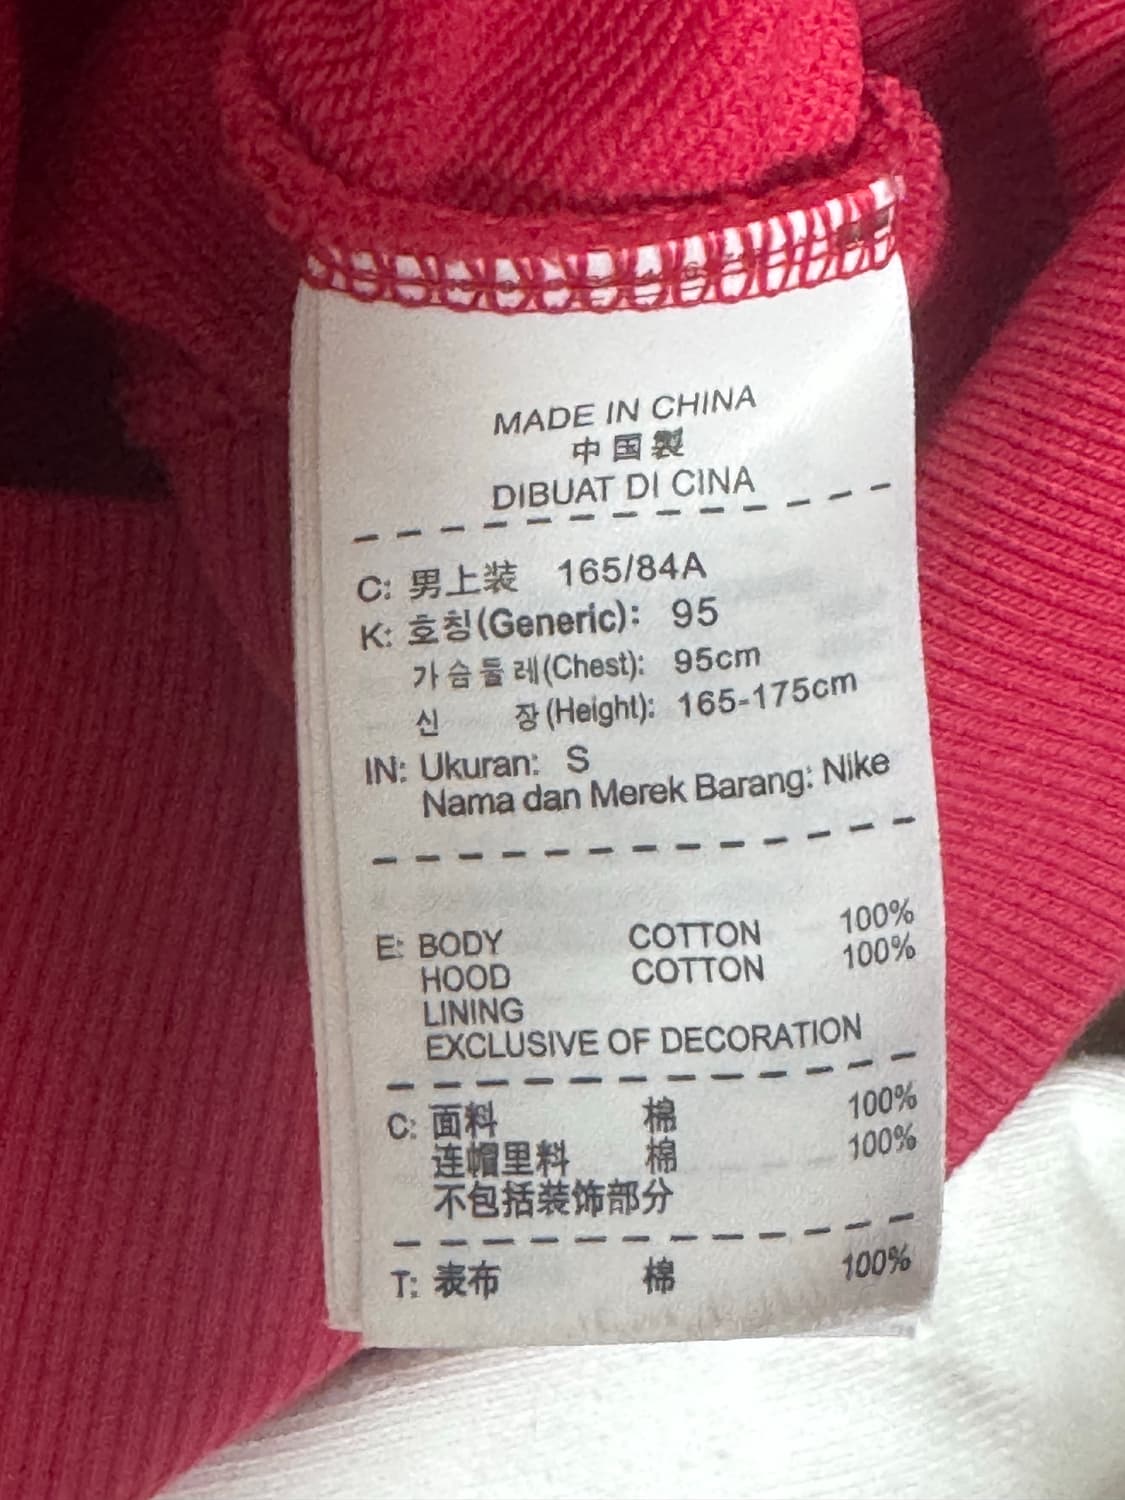 MADE IN CHINA
中国製
DIBUAT DI CINA
C: 男上装 165/84A
K: 호칭(Generic): 95
가슴둘레(Chest): 95cm
신 장(Height): 165-175cm
IN: Ukuran: S
Nama dan Merek Barang: Nike
E: BODY COTTON 100%
HOOD COTTON 100%
LINING
EXCLUSIVE OF DECORATION
C: 面料 棉 100%
连帽里料 棉 100%
不包括装饰部分
T: 表布 棉 100%